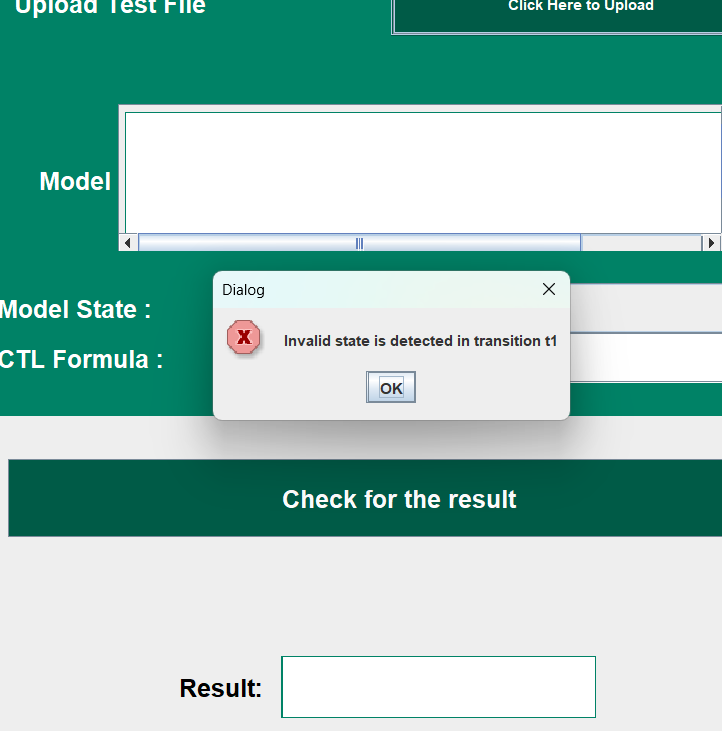 Upload Test File
Click Here to Upload
Model
Dialog
Model State :
Invalid state is detected in transition t1
CTL Formula :
OK
Check for the result
Result: